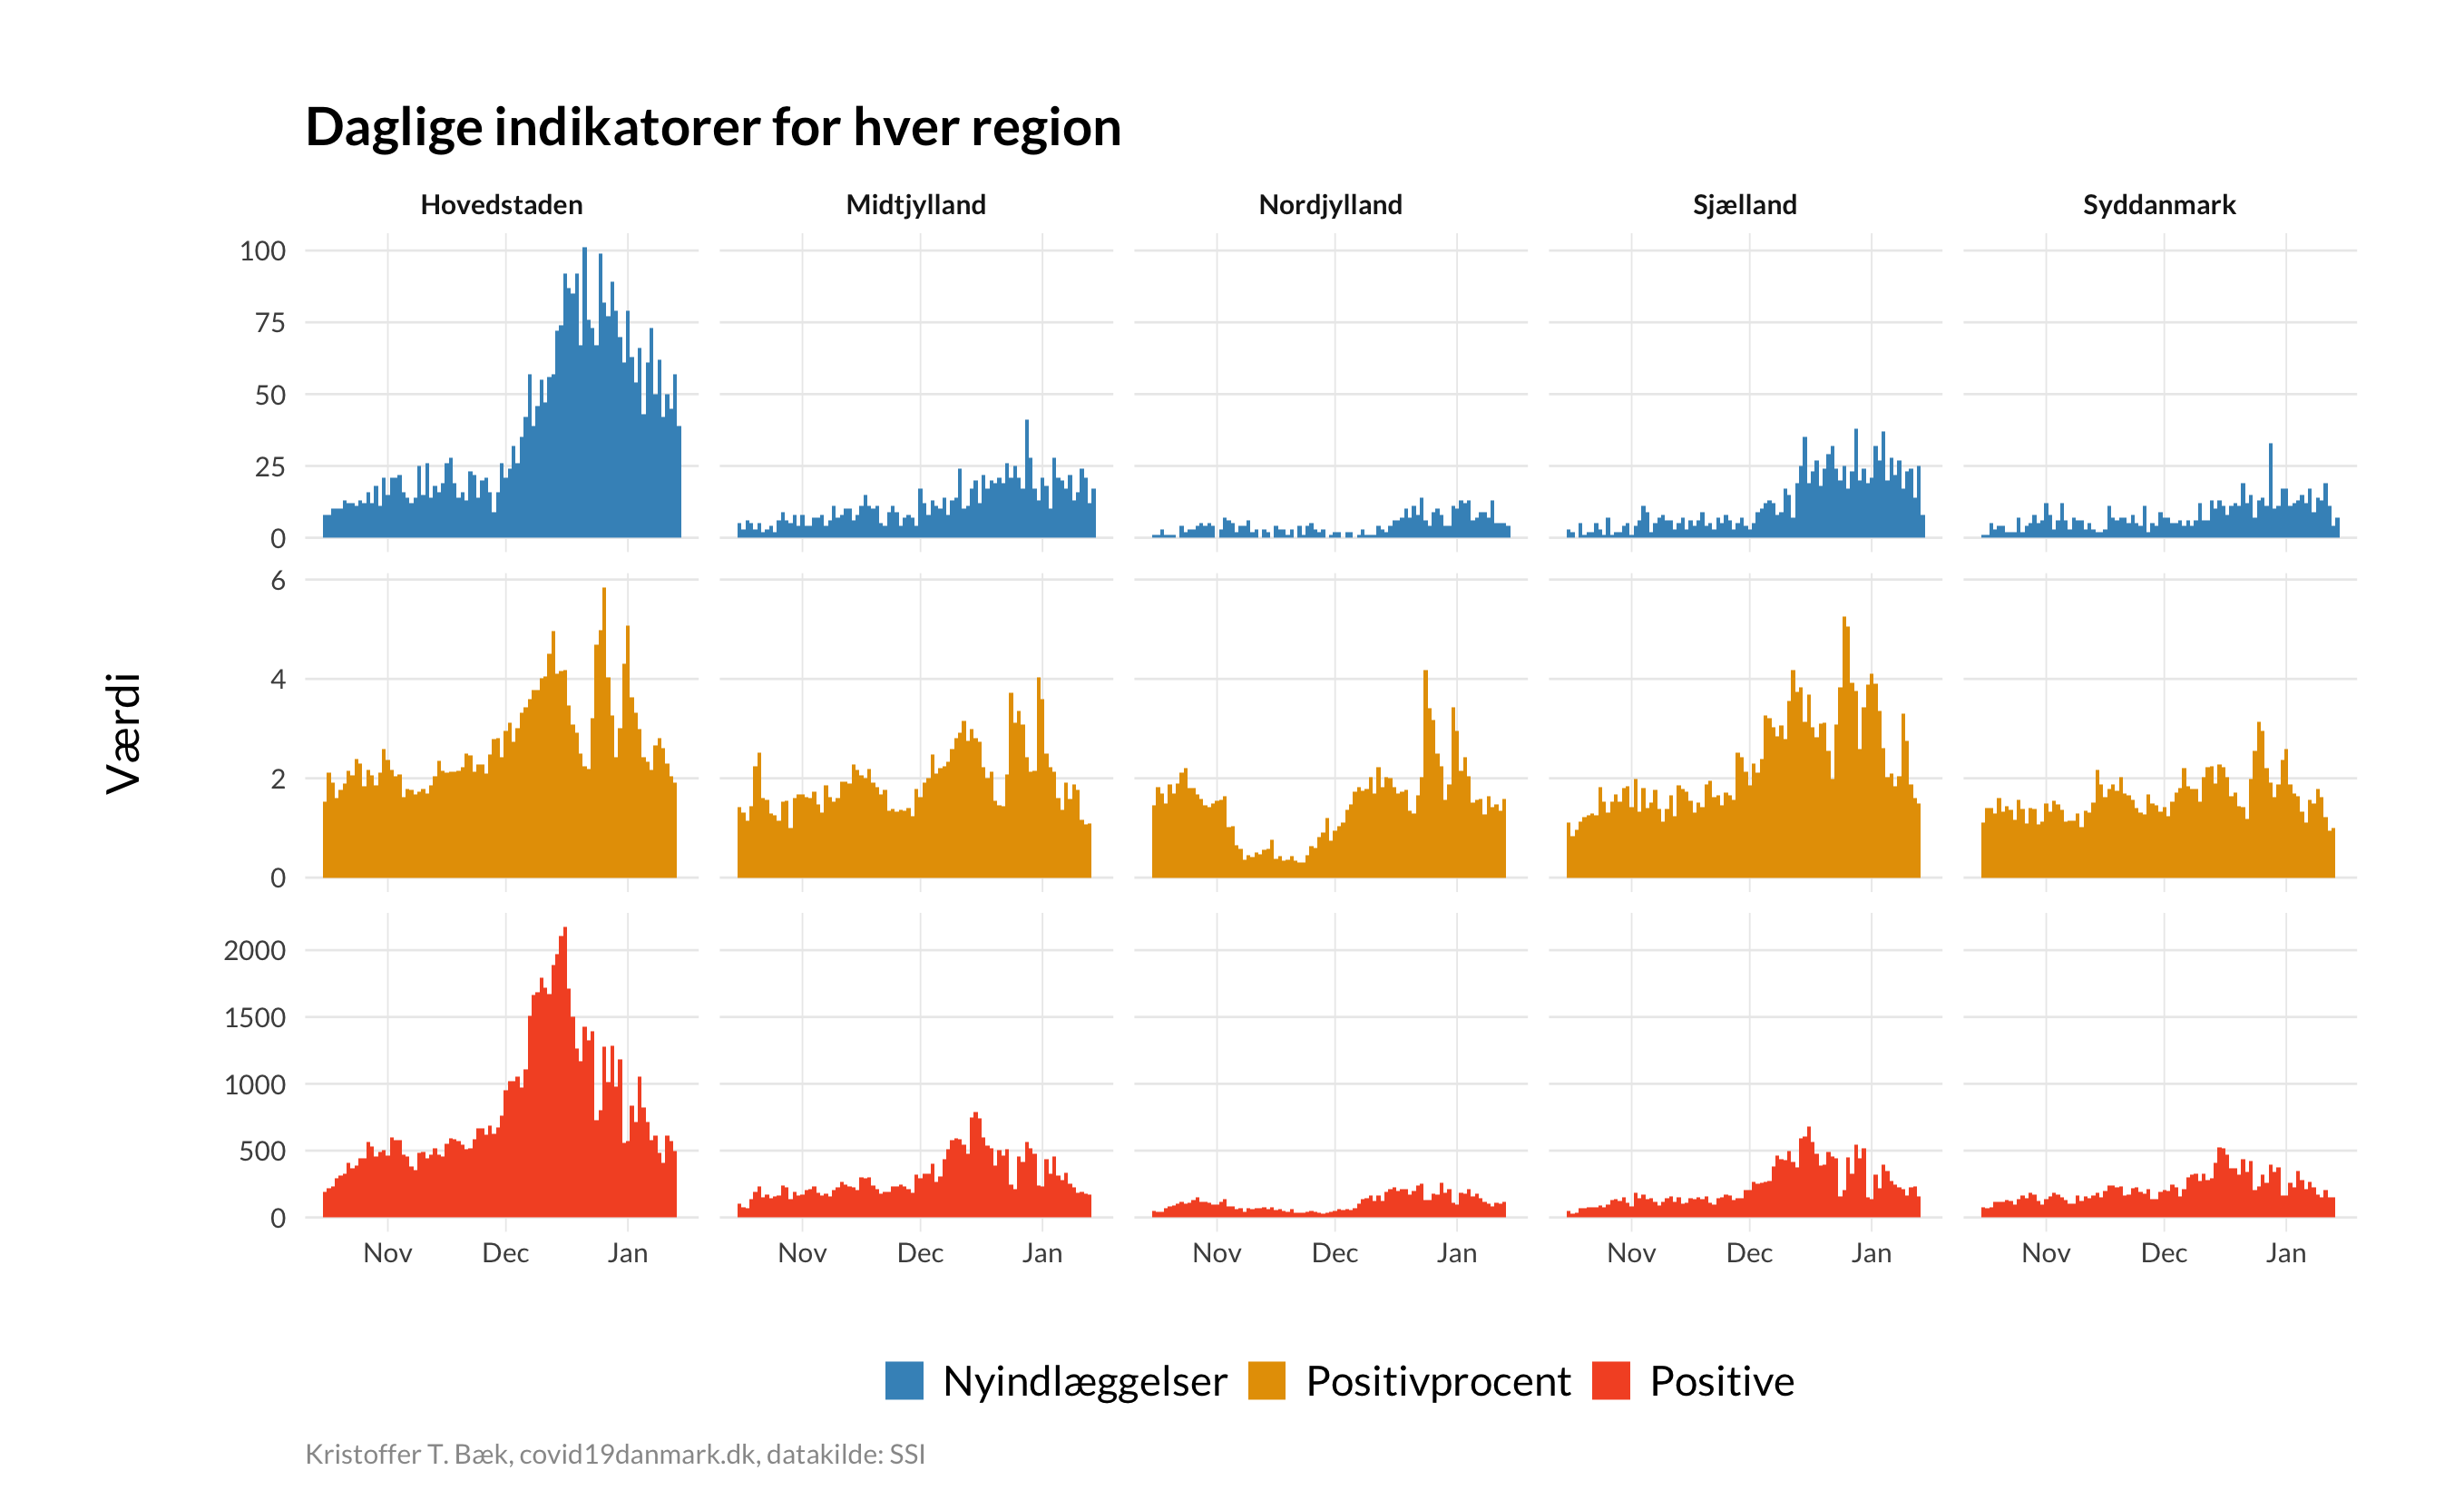 Daglige indikatorer for hver region
Hovedstaden Midtjylland Nordjylland Sjælland Syddanmark
100
75
50
25
0
6
4
2
0
2000
1500
1000
500
0
Værdi
Nov Dec Jan Nov Dec Jan Nov Dec Jan Nov Dec Jan Nov Dec Jan
Nyindlæggelser Positivprocent Positive
Kristoffer T. Bæk, covid19danmark.dk, datakilde: SSI